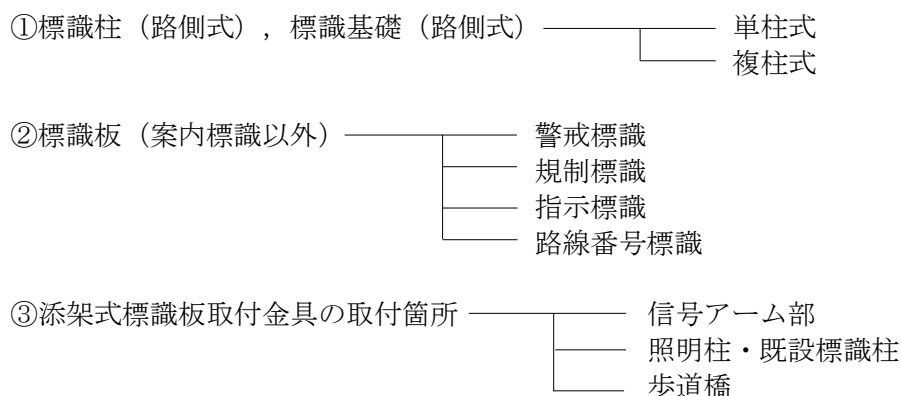 ①標識柱（路側式），標識基礎（路側式） 単柱式
複柱式
②標識板（案内標識以外） 警戒標識
規制標識
指示標識
路線番号標識
③添架式標識板取付金具の取付箇所 信号アーム部
照明柱・既設標識柱
歩道橋